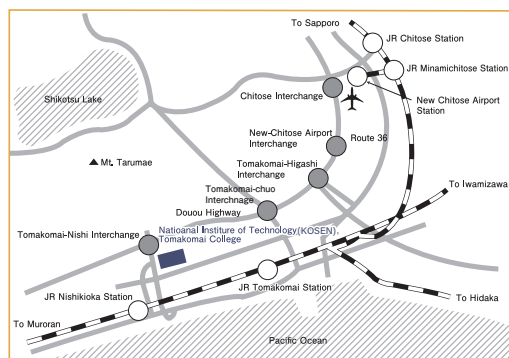 To Sapporo
JR Chitose Station
JR Minamichitose Station
Chitose Interchange
New Chitose Airport
Station
Shikotsu Lake
New-Chitose Airport
Interchange
Route 36
Mt. Tarumae
Tomakomai-Higashi
Interchange
To Iwamizawa
Tomakomai-chuo
Interchnage
Douou Highway
Natioanal Institute of Technology(KOSEN),
Tomakomai College
Tomakomai-Nishi Interchange
JR Nishikioka Station
JR Tomakomai Station
To Hidaka
To Muroran
Pacific Ocean